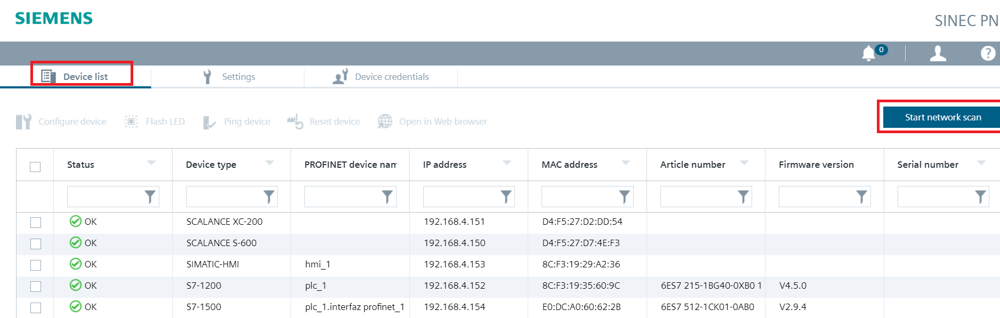 SIEMENS
SINEC PN
0
?
Device list
Settings
Device credentials
Configure device
Flash LED
Ping device
Reset device
Open in Web browser
Start network scan
Status
Device type
PROFINET device nam
IP address
MAC address
Article number
Firmware version
Serial number
OK SCALANCE XC-200 192.168.4.151 D4:F5:27:D2:DD:54
OK SCALANCE S-600 192.168.4.150 D4:F5:27:D7:4E:F3
OK SIMATIC-HMI hmi_1 192.168.4.153 8C:F3:19:29:A2:36
OK S7-1200 plc_1 192.168.4.152 8C:F3:19:35:60:9C 6ES7 215-1BG40-0XB0 1 V4.5.0
OK S7-1500 plc_1.interfaz profinet_1 192.168.4.154 E0:DC:A0:60:62:2B 6ES7 512-1CK01-0AB0 V2.9.4